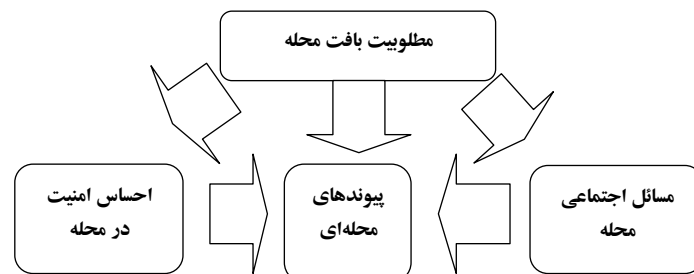 مطلوبیت بافت محله
مسائل اجتماعی
محله
پیوندهای
محله‌ای
احساس امنیت
در محله